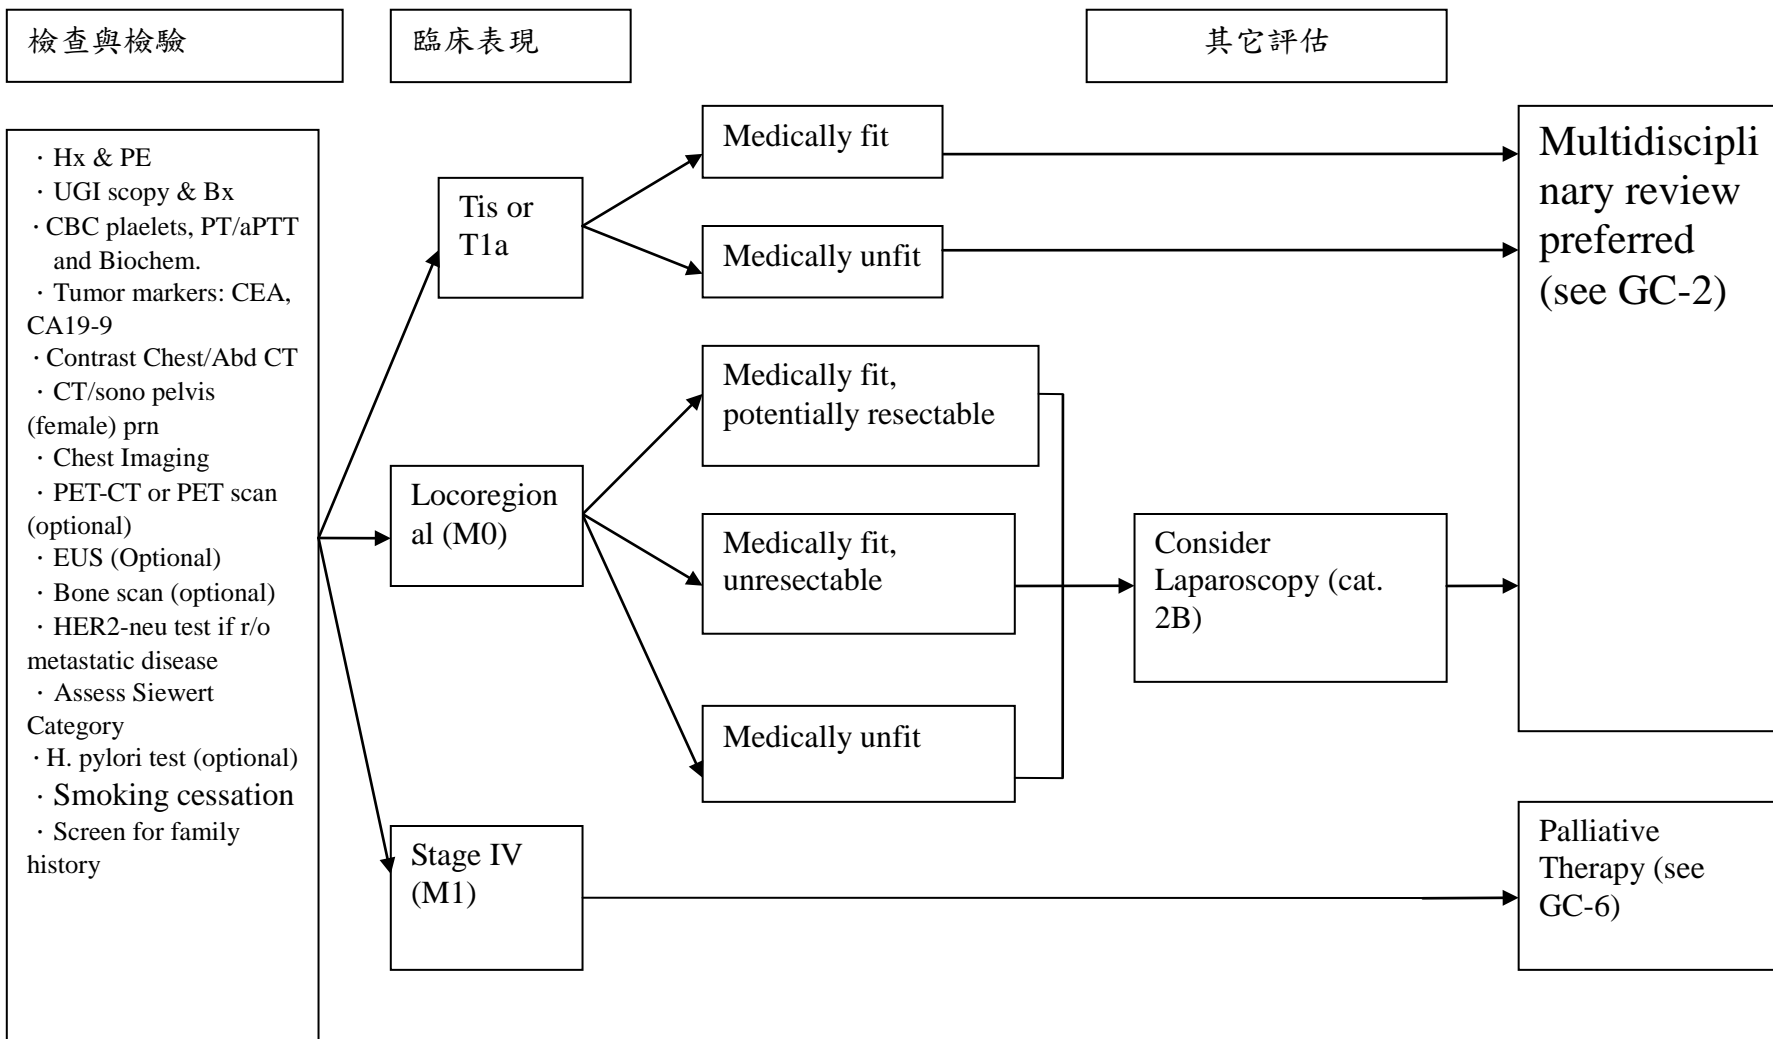 檢查與檢驗
臨床表現
其它評估
· Hx & PE
· UGI scopy & Bx
· CBC plaelets, PT/aPTT
and Biochem.
· Tumor markers: CEA,
CA19-9
· Contrast Chest/Abd CT
· CT/sono pelvis
(female) prn
· Chest Imaging
· PET-CT or PET scan
(optional)
· EUS (Optional)
· Bone scan (optional)
· HER2-neu test if r/o
metastatic disease
· Assess Siewert
Category
· H. pylori test (optional)
· Smoking cessation
· Screen for family
history
Tis or
T1a
Medically fit
Medically unfit
Locoregion
al (M0)
Medically fit,
potentially resectable
Medically fit,
unresectable
Medically unfit
Consider
Laparoscopy (cat.
2B)
Multidiscipli
nary review
preferred
(see GC-2)
Stage IV
(M1)
Palliative
Therapy (see
GC-6)